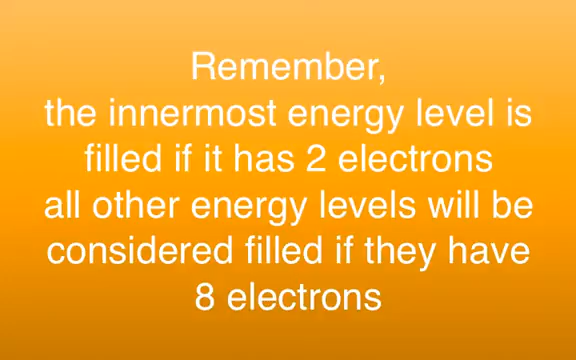 Remember,
the innermost energy level is
filled if it has 2 electrons
all other energy levels will be
considered filled if they have
8 electrons